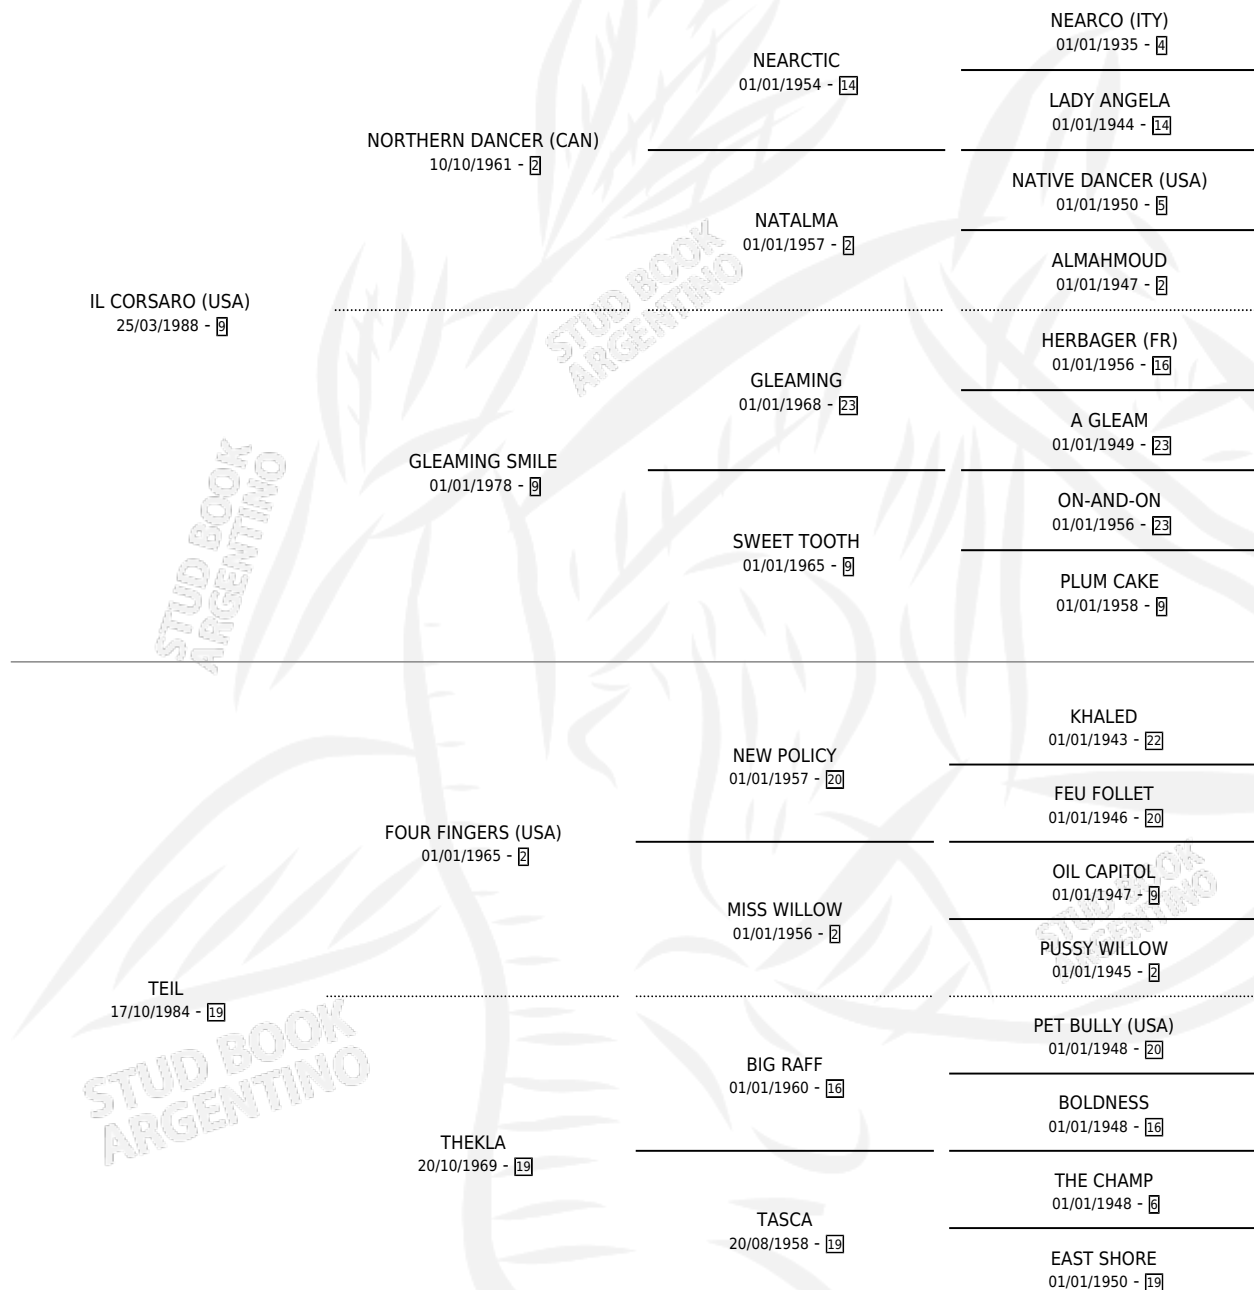 NEARCO (ITY)
01/01/1935 - 4
NEARCTIC
01/01/1954 - 14
LADY ANGELA
01/01/1944 - 14
NORTHERN DANCER (CAN)
10/10/1961 - 2
NATIVE DANCER (USA)
01/01/1950 - 5
NATALMA
01/01/1957 - 2
ALMAHMOUD
01/01/1947 - 2
IL CORSARO (USA)
25/03/1988 - 9
STUD BOOK
ARGENTINO
HERBAGER (FR)
01/01/1956 - 16
GLEAMING
01/01/1968 - 23
A GLEAM
01/01/1949 - 23
GLEAMING SMILE
01/01/1978 - 9
ON-AND-ON
01/01/1956 - 23
SWEET TOOTH
01/01/1965 - 9
PLUM CAKE
01/01/1958 - 9
STUD BOOK
ARGENTINO
KHALED
01/01/1943 - 22
NEW POLICY
01/01/1957 - 20
FEU FOLLET
01/01/1946 - 20
FOUR FINGERS (USA)
01/01/1965 - 2
OIL CAPITOL
01/01/1947 - 9
MISS WILLOW
01/01/1956 - 2
STUD BOOK
ARGENTINO
PUSSY WILLOW
01/01/1945 - 2
TEIL
17/10/1984 - 19
PET BULLY (USA)
01/01/1948 - 20
BIG RAFF
01/01/1960 - 16
BOLDNESS
01/01/1948 - 16
STUD BOOK
ARGENTINO
THEKLA
20/10/1969 - 19
THE CHAMP
01/01/1948 - 6
TASCA
20/08/1958 - 19
EAST SHORE
01/01/1950 - 19